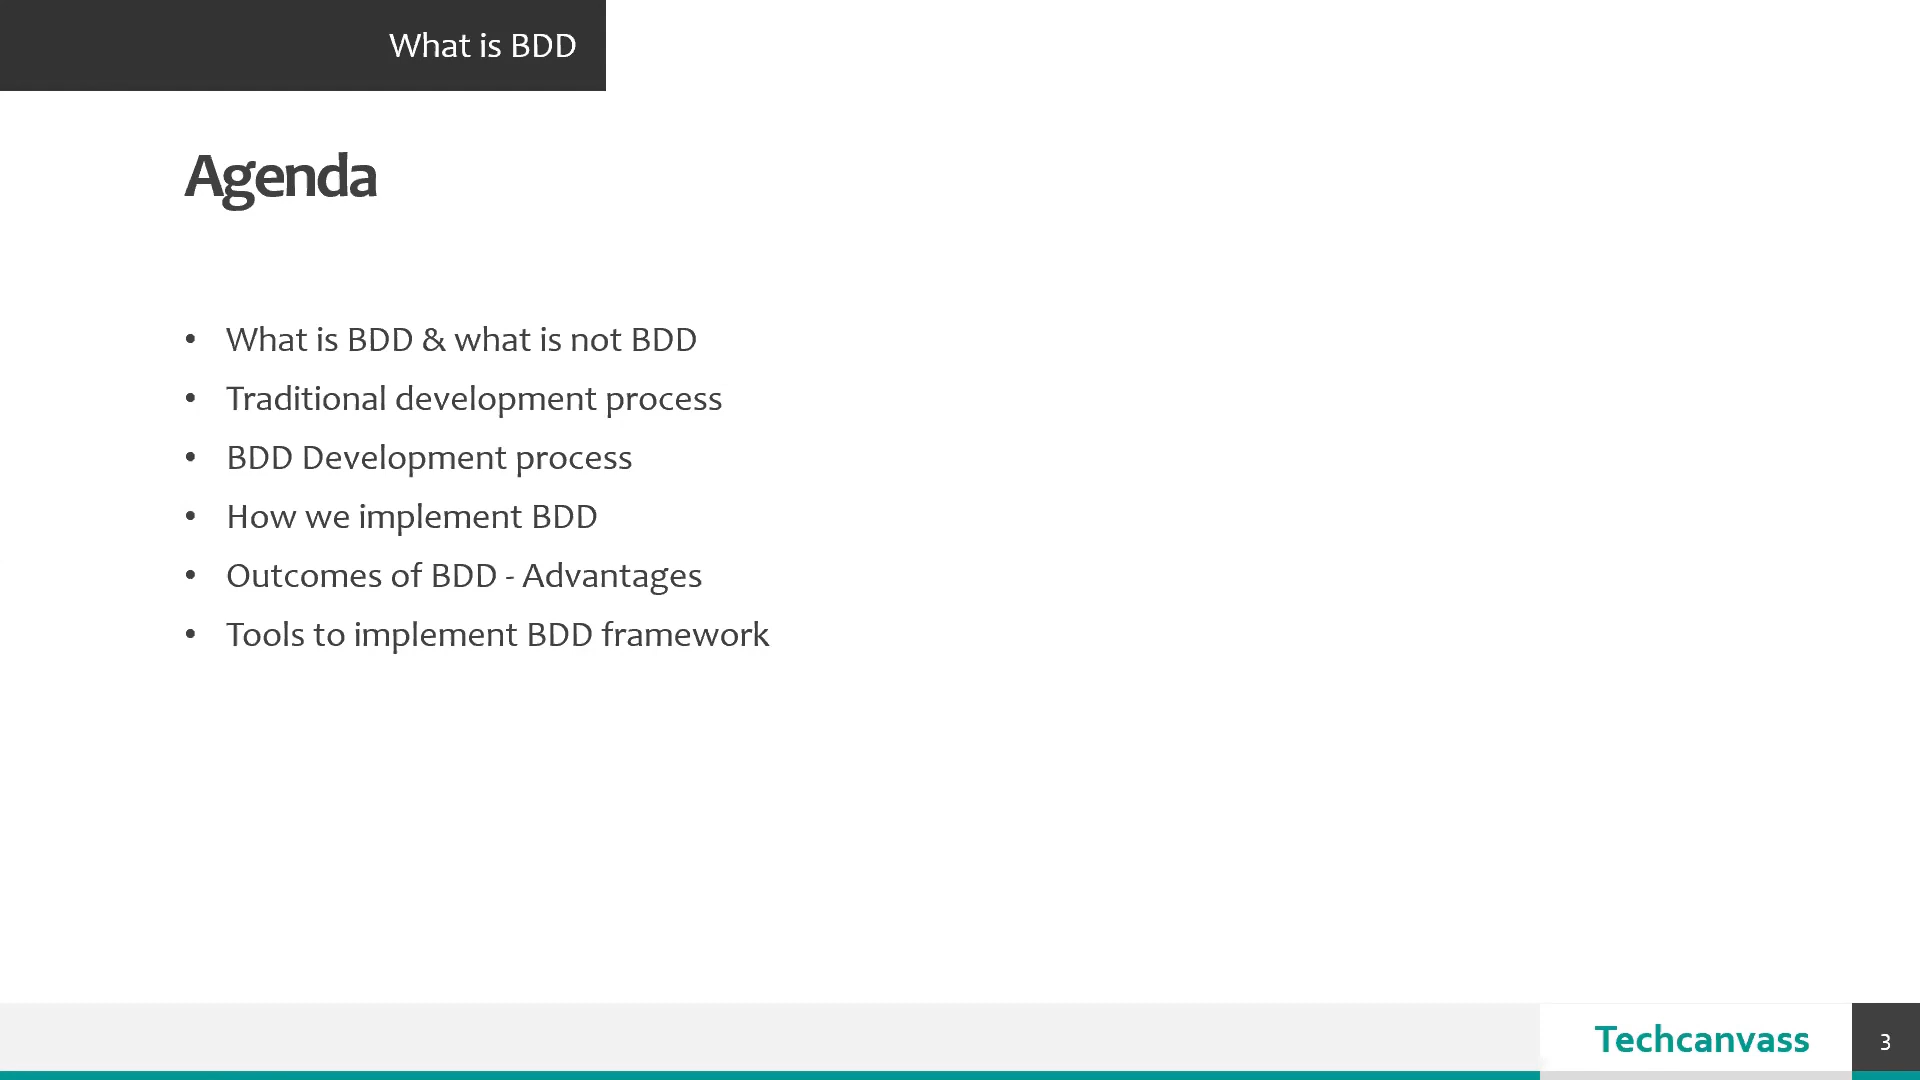 What is BDD
Agenda
• What is BDD & what is not BDD
• Traditional development process
• BDD Development process
• How we implement BDD
• Outcomes of BDD - Advantages
• Tools to implement BDD framework
Techcanvass
3